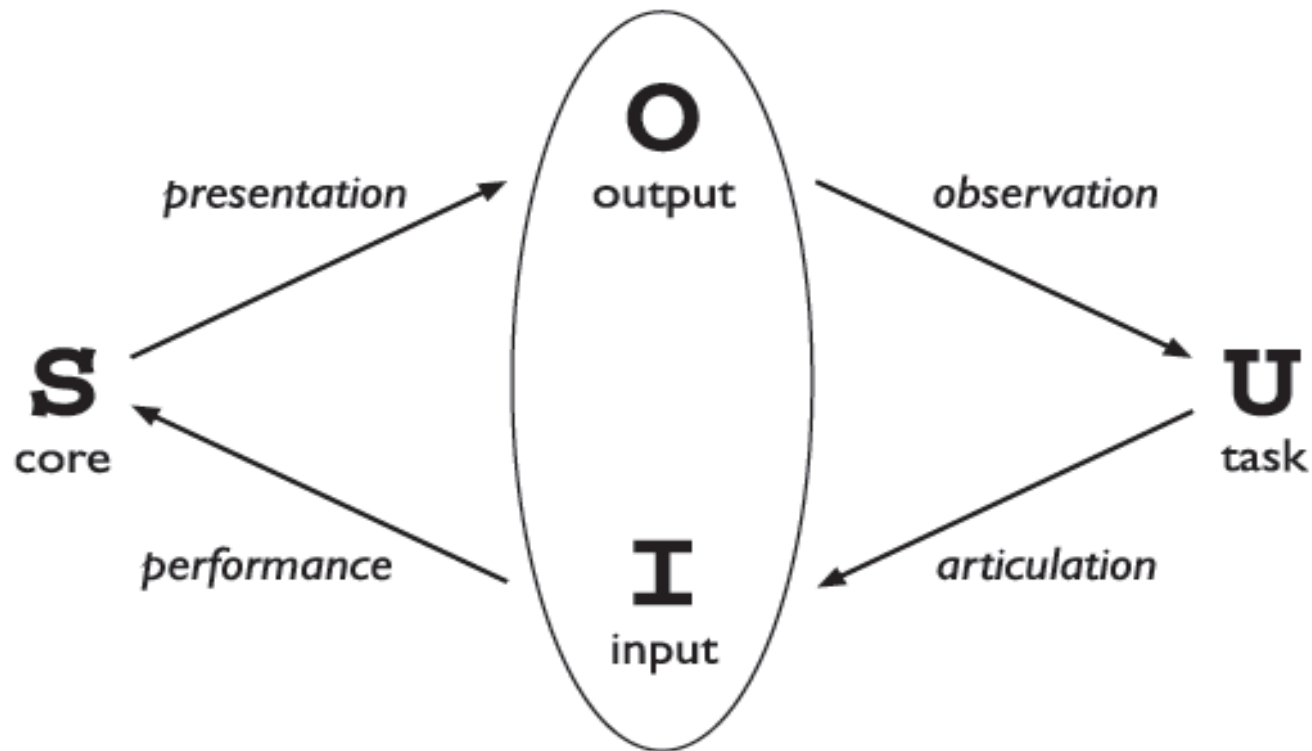 O
output
presentation
observation
S
core
U
task
performance
articulation
I
input